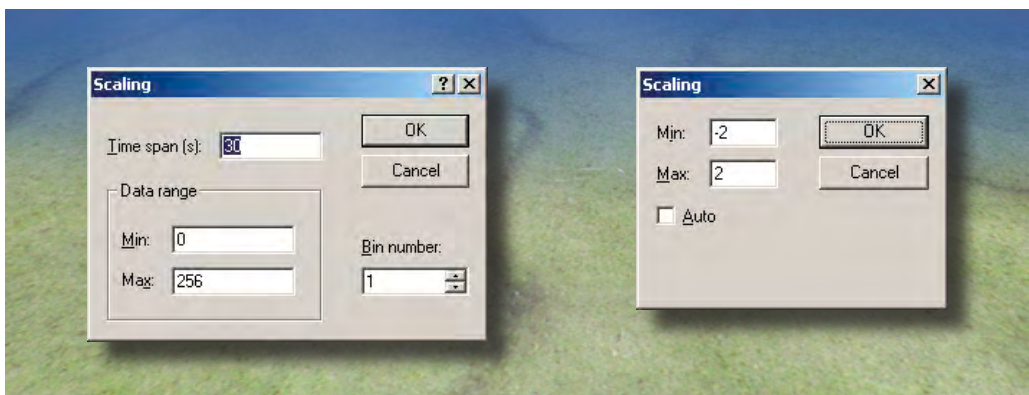 Scaling
Time span (s): 30
OK
Cancel
Data range
Min: 0
Max: 256
Bin number:
1
Scaling
Min: -2
Max: 2
OK
Cancel
Auto